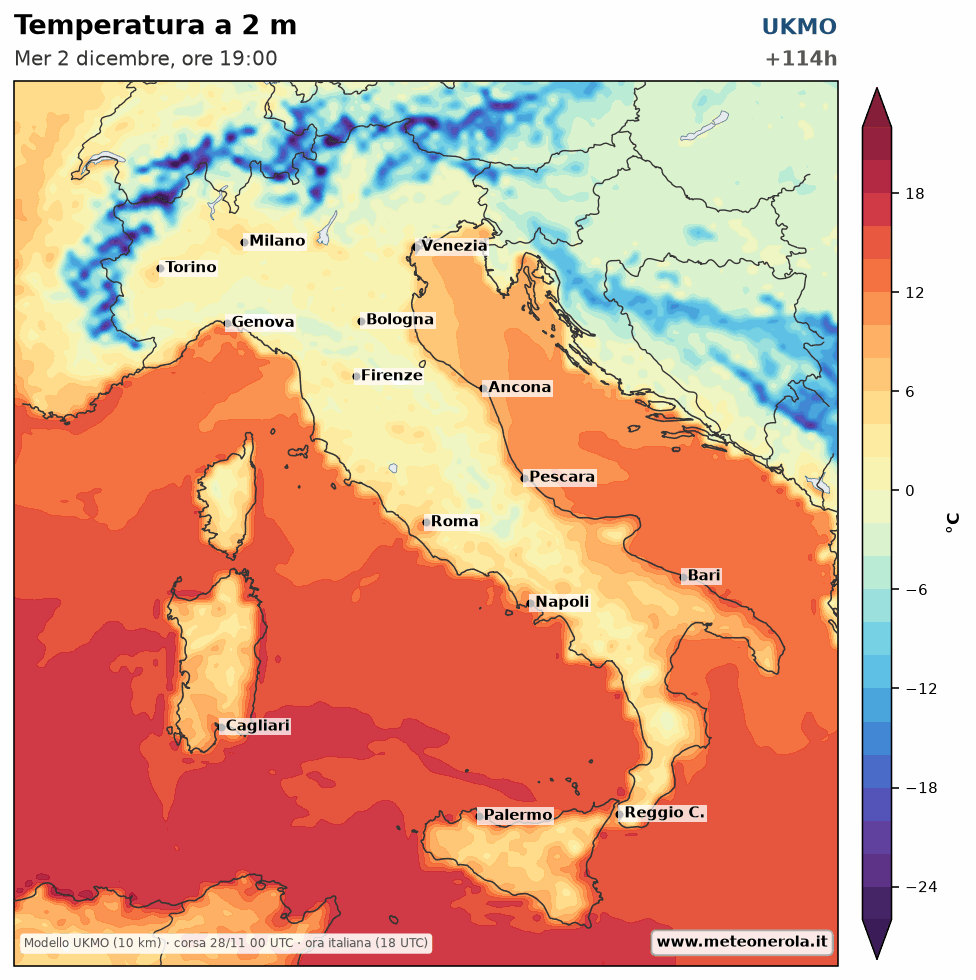 Temperatura a 2 m
UKMO
Mer 2 dicembre, ore 19:00
+114h
18
12
6
0
−6
−12
−18
−24
°C
Milano
Venezia
Torino
Genova
Bologna
Firenze
Ancona
Pescara
Roma
Bari
Napoli
Cagliari
Palermo
Reggio C.
Modello UKMO (10 km) · corsa 28/11 00 UTC · ora italiana (18 UTC)
www.meteonerola.it